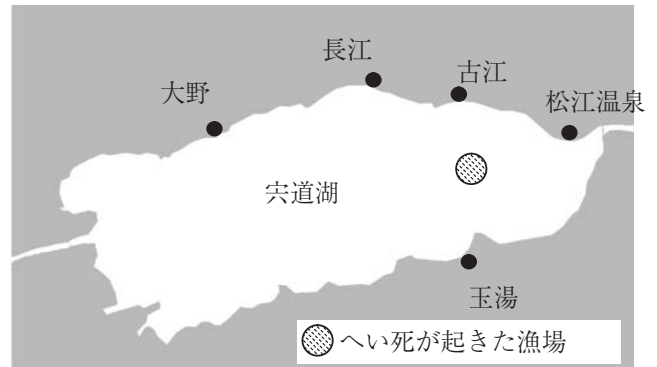 長江
古江
大野
松江温泉
宍道湖
玉湯
へい死が起きた漁場